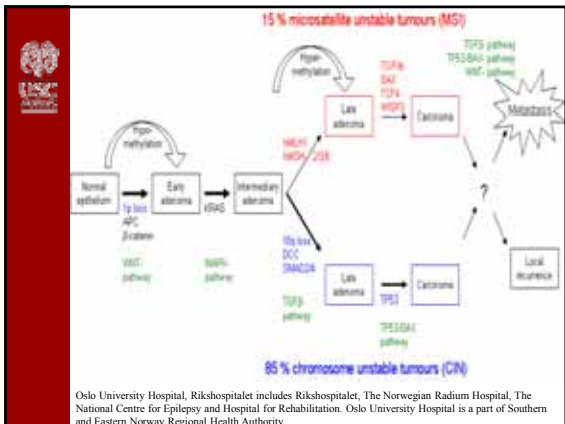 15 % microsatellite unstable tumours (MSI)
Hyper-
methylation
TGFβ- pathway
TP53/BAX- pathway
WNT- pathway
Late
adenoma
BAX
TCF4
Carcinoma
Metastasis
Hypo-
methylation
hMLH1
Normal
epithelium
Early
adenoma
Intermediary
adenoma
?
1p loss
APC
β-catenin
KRAS
WNT-
pathway
MAPK-
pathway
18q loss
DCC
SMAD2/4
Late
adenoma
TP53
Carcinoma
Local
recurrence
TGFβ-
pathway
TP53/BAX
pathway
85 % chromosome unstable tumours (CIN)
Oslo University Hospital, Rikshospitalet includes Rikshospitalet, The Norwegian Radium Hospital, The
National Centre for Epilepsy and Hospital for Rehabilitation. Oslo University Hospital is a part of Southern
and Eastern Norway Regional Health Authority